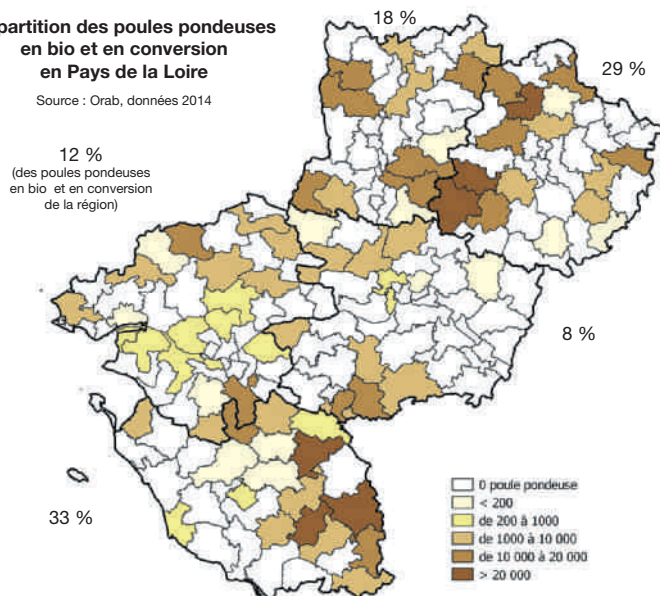 partition des poules pondeuses
en bio et en conversion
en Pays de la Loire
Source : Orab, données 2014
18 %
29 %
12 %
(des poules pondeuses
en bio et en conversion
de la région)
8 %
33 %
0 poule pondeuse
< 200
de 200 à 1000
de 1000 à 10 000
de 10 000 à 20 000
> 20 000